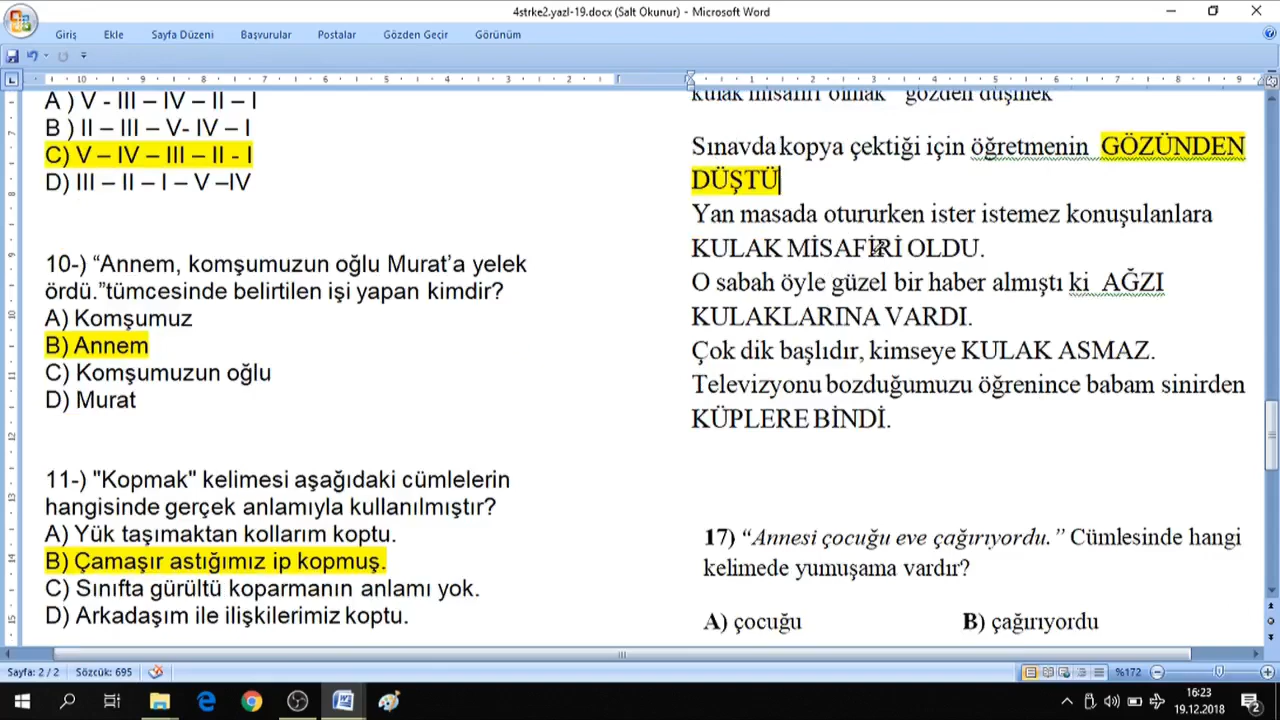 4strke2.yazl-19.docx (Salt Okunur) - Microsoft Word
Giriş Ekle Sayfa Düzeni Başvurular Postalar Gözden Geçir Görünüm
A ) V - III – IV – II – I
B ) II – III – V- IV – I
C) V – IV – III – II - I
D) III – II – I – V –IV
10-) “Annem, komşumuzun oğlu Murat’a yelek
ördü.”tümcesinde belirtilen işi yapan kimdir?
A) Komşumuz
B) Annem
C) Komşumuzun oğlu
D) Murat
11-) "Kopmak" kelimesi aşağıdaki cümlelerin
hangisinde gerçek anlamıyla kullanılmıştır?
A) Yük taşımaktan kollarım koptu.
B) Çamaşır astığımız ip kopmuş.
C) Sınıfta gürültü koparmanın anlamı yok.
D) Arkadaşım ile ilişkilerimiz koptu.
kulak misafiri olmak gözden düşmek
Sınavda kopya çektiği için öğretmenin GÖZÜNDEN
DÜŞTÜ
Yan masada otururken ister istemez konuşulanlara
KULAK MİSAFİRİ OLDU.
O sabah öyle güzel bir haber almıştı ki AĞZI
KULAKLARINA VARDI.
Çok dik başlıdır, kimseye KULAK ASMAZ.
Televizyonu bozduğumuzu öğrenince babam sinirden
KÜPLERE BİNDİ.
17) “Annesi çocuğu eve çağırıyordu.” Cümlesinde hangi
kelimede yumuşama vardır?
A) çocuğu B) çağırıyordu
Sayfa: 2 / 2 Sözcük: 695 %172
16:23
19.12.2018